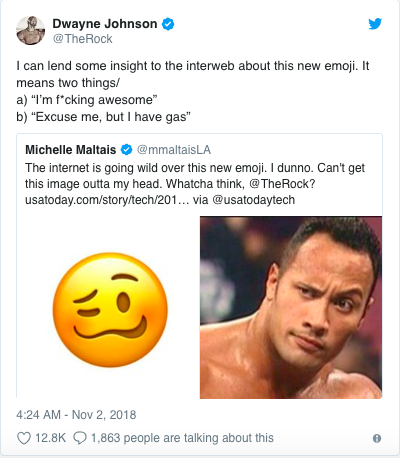 Dwayne Johnson
@TheRock
I can lend some insight to the interweb about this new emoji. It
means two things/
a) “I’m f*cking awesome”
b) “Excuse me, but I have gas”
Michelle Maltais @mmaltaisLA
The internet is going wild over this new emoji. I dunno. Can't get
this image outta my head. Whatcha think, @TheRock?
usatoday.com/story/tech/201… via @usatodaytech
4:24 AM - Nov 2, 2018
12.8K 1,863 people are talking about this